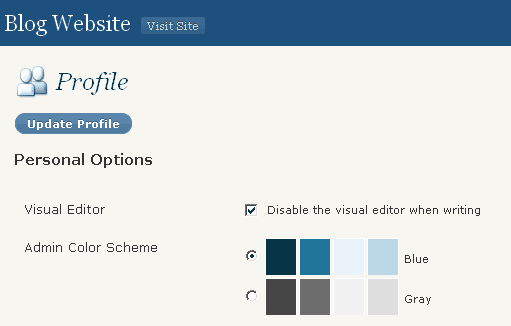 Blog Website Visit Site
Profile
Update Profile
Personal Options
Visual Editor Disable the visual editor when writing
Admin Color Scheme Blue
Gray